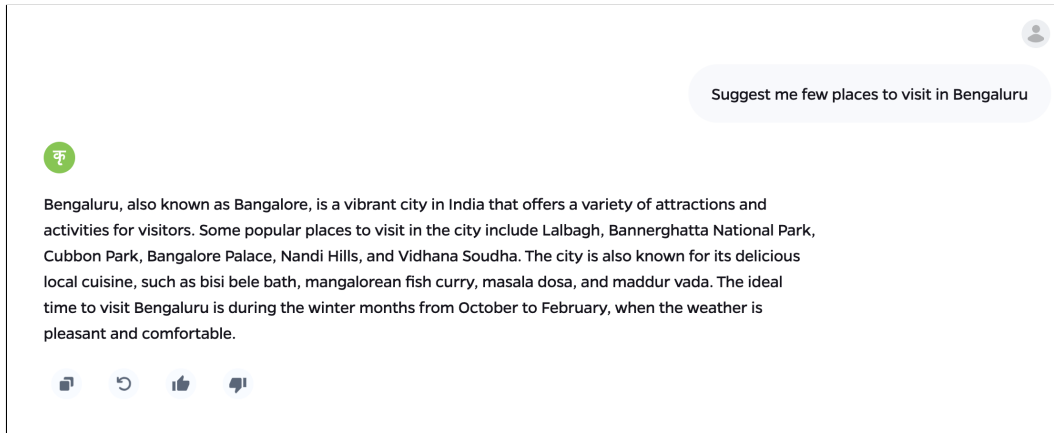 Suggest me few places to visit in Bengaluru
कृ
Bengaluru, also known as Bangalore, is a vibrant city in India that offers a variety of attractions and
activities for visitors. Some popular places to visit in the city include Lalbagh, Bannerghatta National Park,
Cubbon Park, Bangalore Palace, Nandi Hills, and Vidhana Soudha. The city is also known for its delicious
local cuisine, such as bisi bele bath, mangalorean fish curry, masala dosa, and maddur vada. The ideal
time to visit Bengaluru is during the winter months from October to February, when the weather is
pleasant and comfortable.